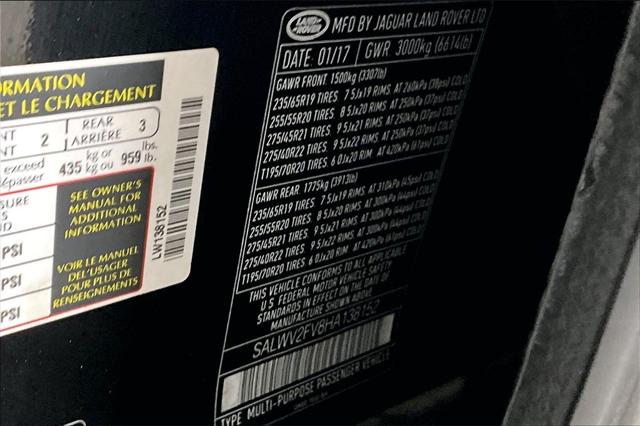 RMATION
ET LE CHARGEMENT
NT 2 REAR 3
NT ARRIÈRE
exceed 435 kg or 959 lb.
épasser kg ou lbs.
SURE
S
D
PSI
PSI
PSI
SEE OWNER'S
MANUAL FOR
ADDITIONAL
INFORMATION
VOIR LE MANUEL
DEL'USAGER
POUR PLUS DE
RENSEIGNEMENTS
LW138152
LAND-
ROVER
MFD BY JAGUAR LAND ROVER LTD
DATE: 01/17 GWR 3000kg (6614lb)
GAWR FRONT 1500kg (3307lb)
235/65R19 TIRES 7.5Jx19 RIMS AT 260kPa (38psi) COLD
255/55R20 TIRES 8.5Jx20 RIMS AT 250kPa (37psi) COLD
275/45R21 TIRES 9.5Jx21 RIMS AT 250kPa (37psi) COLD
275/40R22 TIRES 9.5Jx22 RIMS AT 250kPa (37psi) COLD
T195/70R20 TIRES 6.0Jx20 RIM AT 420kPa (61psi) COLD
GAWR REAR 1775kg (3913lb)
235/65R19 TIRES 7.5Jx19 RIMS AT 310kPa (45psi) COLD
255/55R20 TIRES 8.5Jx20 RIMS AT 300kPa (44psi) COLD
275/45R21 TIRES 9.5Jx21 RIMS AT 300kPa (44psi) COLD
275/40R22 TIRES 9.5Jx22 RIMS AT 300kPa (44psi) COLD
T195/70R20 TIRES 6.0Jx20 RIM AT 420kPa (61psi) COLD
THIS VEHICLE CONFORMS TO ALL APPLICABLE
U.S. FEDERAL MOTOR VEHICLE SAFETY
STANDARDS IN EFFECT ON THE DATE OF
MANUFACTURE SHOWN ABOVE.
SALWV2FV8HA138152
TYPE: MULTI-PURPOSE PASSENGER VEHICLE